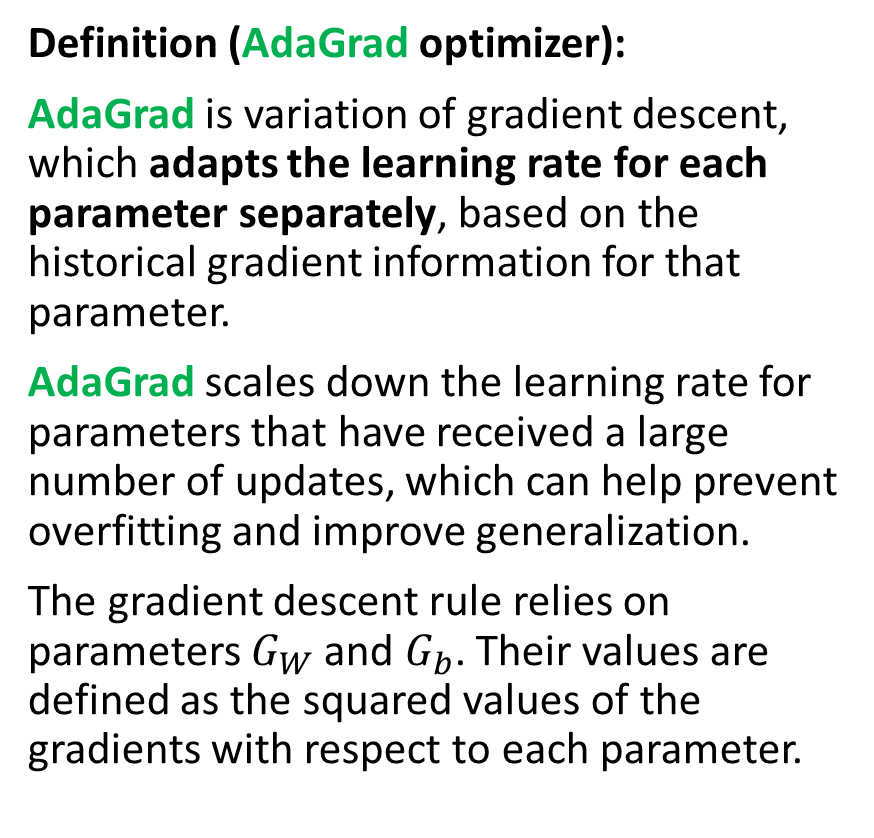 Definition (AdaGrad optimizer):
AdaGrad is variation of gradient descent,
which adapts the learning rate for each
parameter separately, based on the
historical gradient information for that
parameter.
AdaGrad scales down the learning rate for
parameters that have received a large
number of updates, which can help prevent
overfitting and improve generalization.
The gradient descent rule relies on
parameters G_W and G_b. Their values are
defined as the squared values of the
gradients with respect to each parameter.